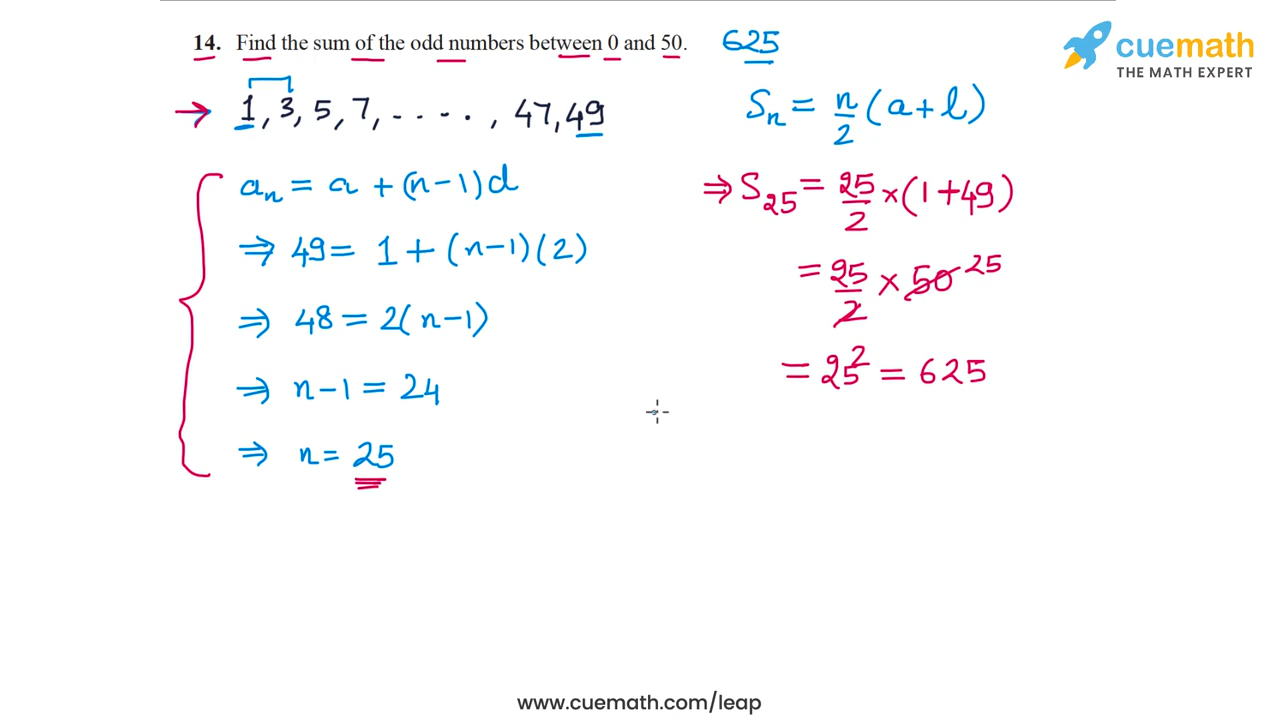 14. Find the sum of the odd numbers between 0 and 50. 625
cuemath
THE MATH EXPERT
→ 1, 3, 5, 7, - - - - , 47, 49
aₙ = a + (n-1)d
⇒ 49 = 1 + (n-1)(2)
⇒ 48 = 2(n-1)
⇒ n-1 = 24
⇒ n = 25
Sₙ = n/2 (a+l)
⇒ S₂₅ = 25/2 × (1+49)
= 25/2 × 50 25
= 25² = 625
www.cuemath.com/leap